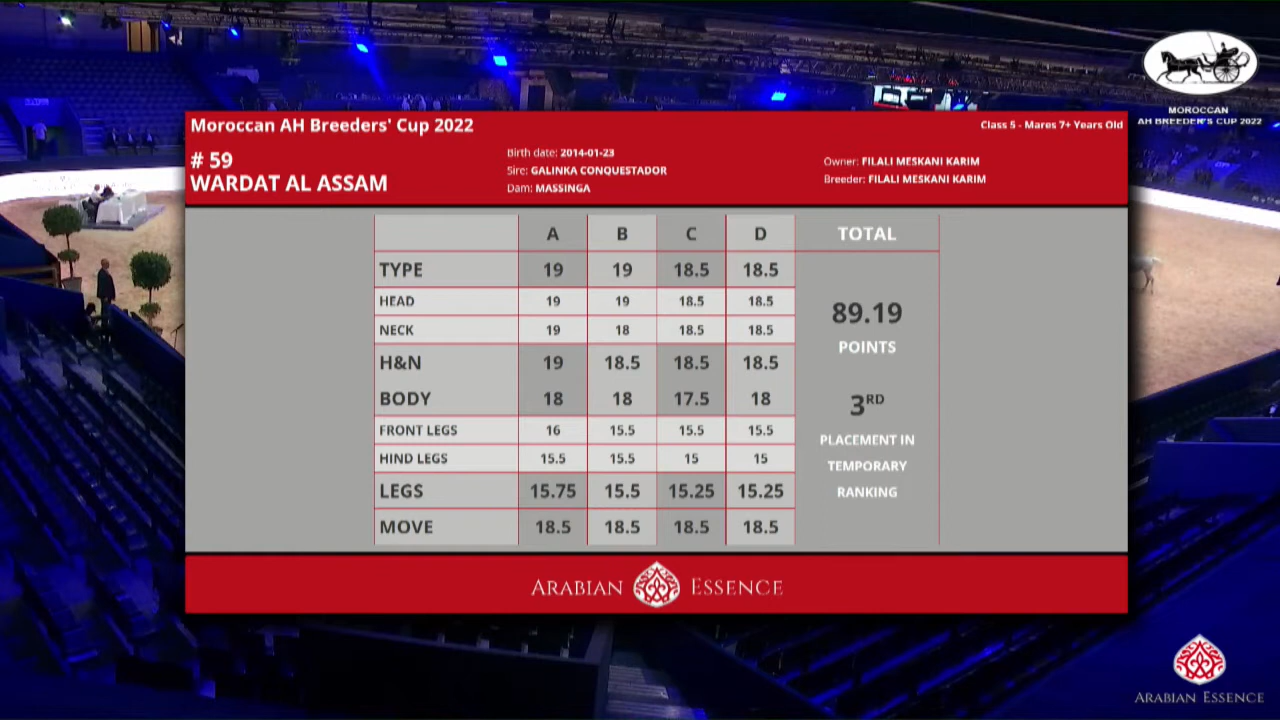 MOROCCAN
AH BREEDER'S CUP 2022
Moroccan AH Breeders' Cup 2022
Class 5 - Mares 7+ Years Old
# 59
WARDAT AL ASSAM
Birth date: 2014-01-23
Sire: GALINKA CONQUESTADOR
Dam: MASSINGA
Owner: FILALI MESKANI KARIM
Breeder: FILALI MESKANI KARIM
A B C D TOTAL
TYPE 19 19 18.5 18.5
HEAD 19 19 18.5 18.5
NECK 19 18 18.5 18.5
H&N 19 18.5 18.5 18.5
BODY 18 18 17.5 18
FRONT LEGS 16 15.5 15.5 15.5
HIND LEGS 15.5 15.5 15 15
LEGS 15.75 15.5 15.25 15.25
MOVE 18.5 18.5 18.5 18.5
89.19
POINTS
3RD
PLACEMENT IN
TEMPORARY
RANKING
ARABIAN ESSENCE
ARABIAN ESSENCE